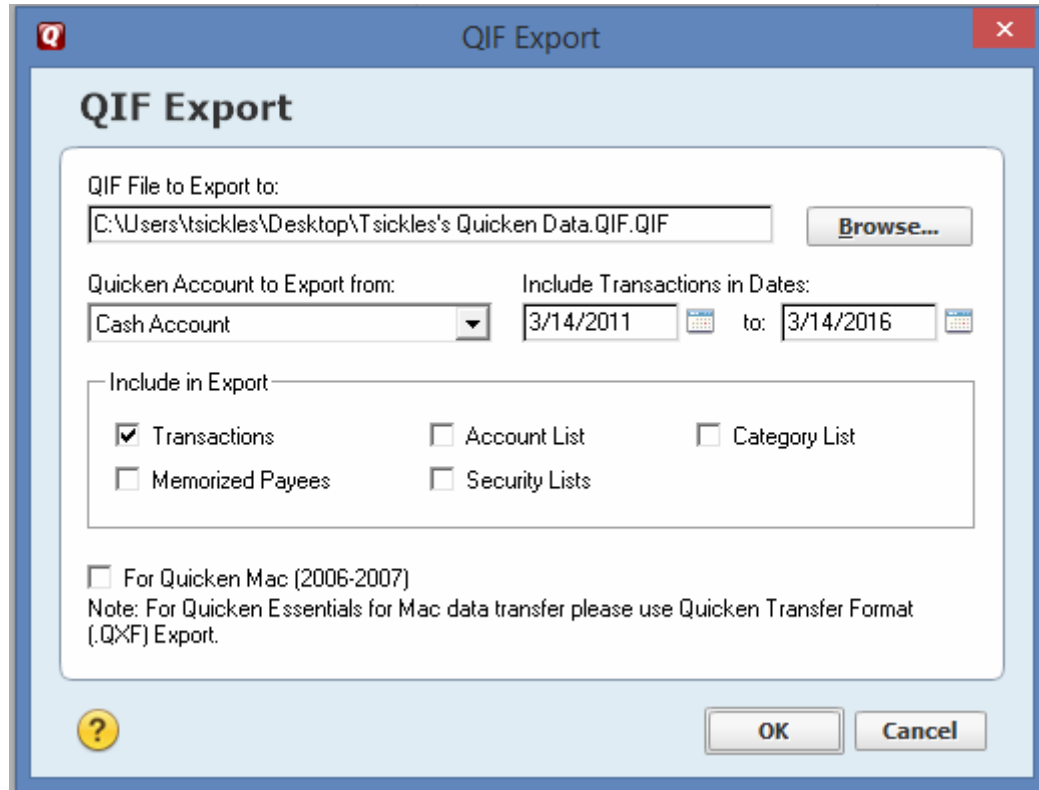 QIF Export
QIF Export
QIF File to Export to:
C:\Users\tsickles\Desktop\Tsickles's Quicken Data.QIF.QIF
Browse...
Quicken Account to Export from:
Include Transactions in Dates:
Cash Account
3/14/2011
to:
3/14/2016
Include in Export
Transactions
Account List
Category List
Memorized Payees
Security Lists
For Quicken Mac (2006-2007)
Note: For Quicken Essentials for Mac data transfer please use Quicken Transfer Format
(.QXF) Export.
?
OK
Cancel